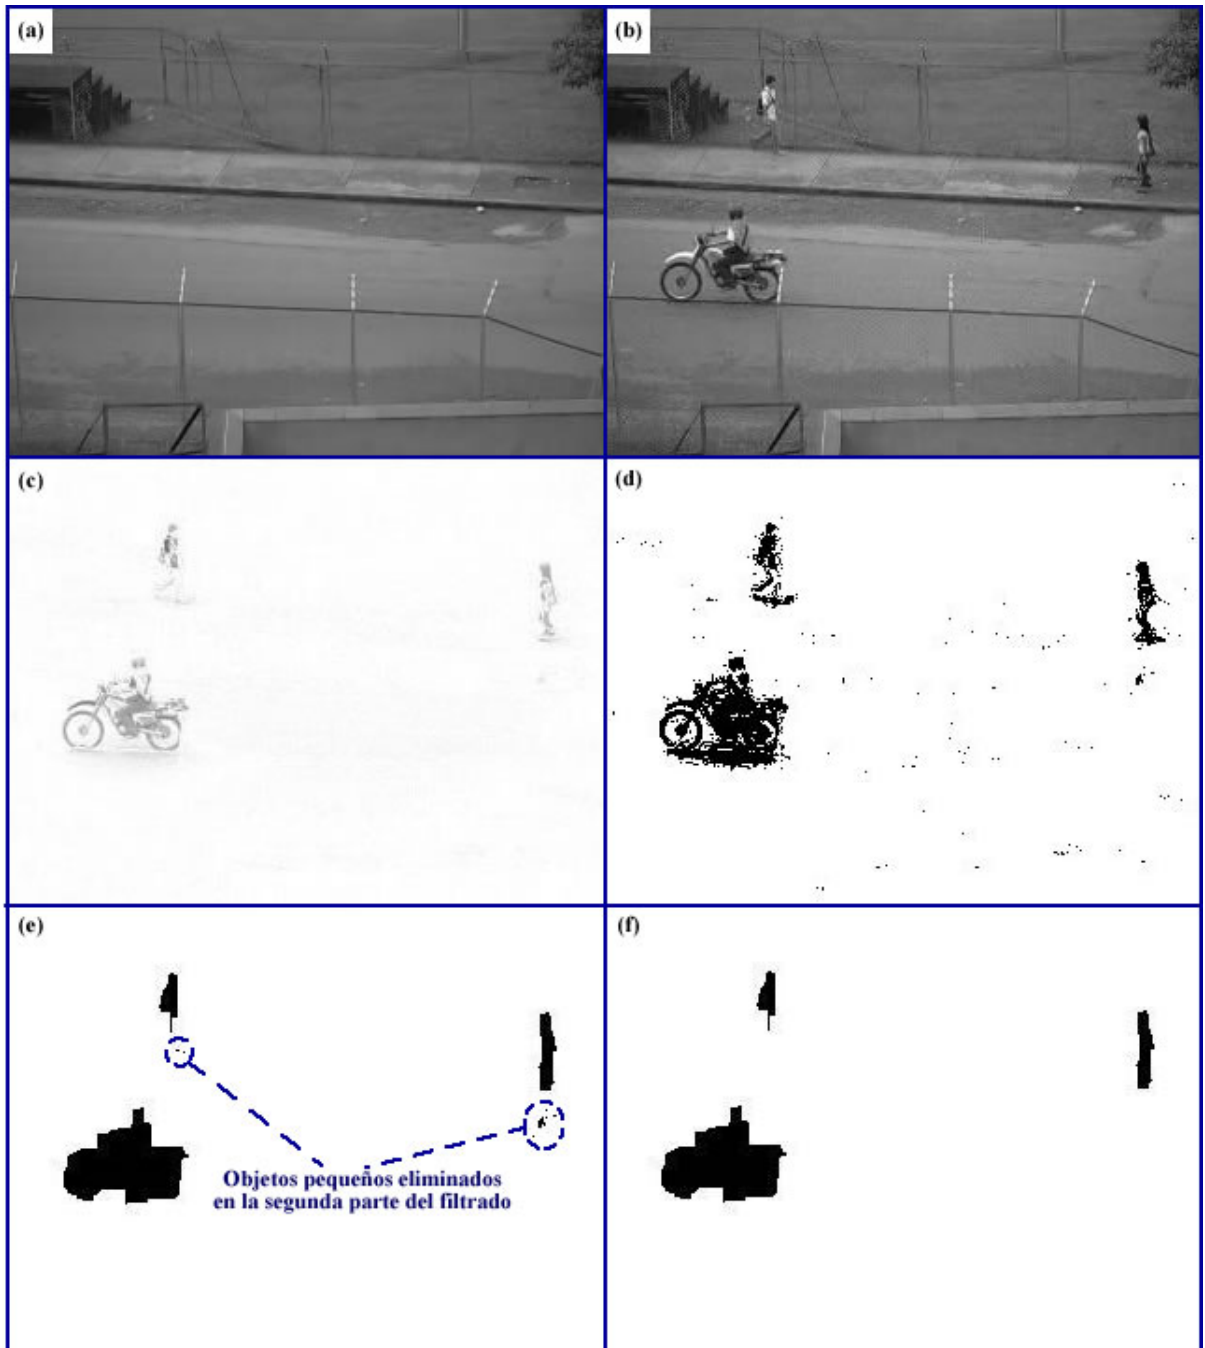 (a)
(b)
(c)
(d)
(e)
(f)
Objetos pequeños eliminados
en la segunda parte del filtrado